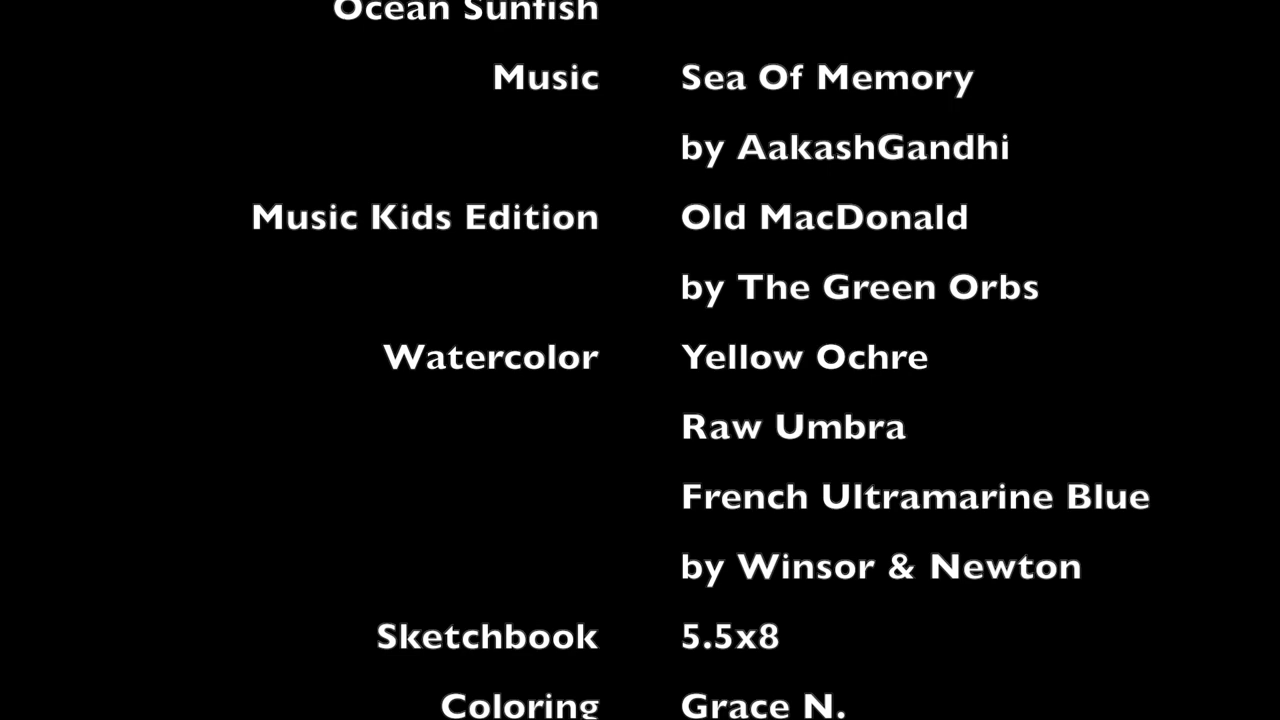 Ocean Sunfish
Music Sea Of Memory
by AakashGandhi
Music Kids Edition Old MacDonald
by The Green Orbs
Watercolor Yellow Ochre
Raw Umbra
French Ultramarine Blue
by Winsor & Newton
Sketchbook 5.5x8
Coloring Grace N.